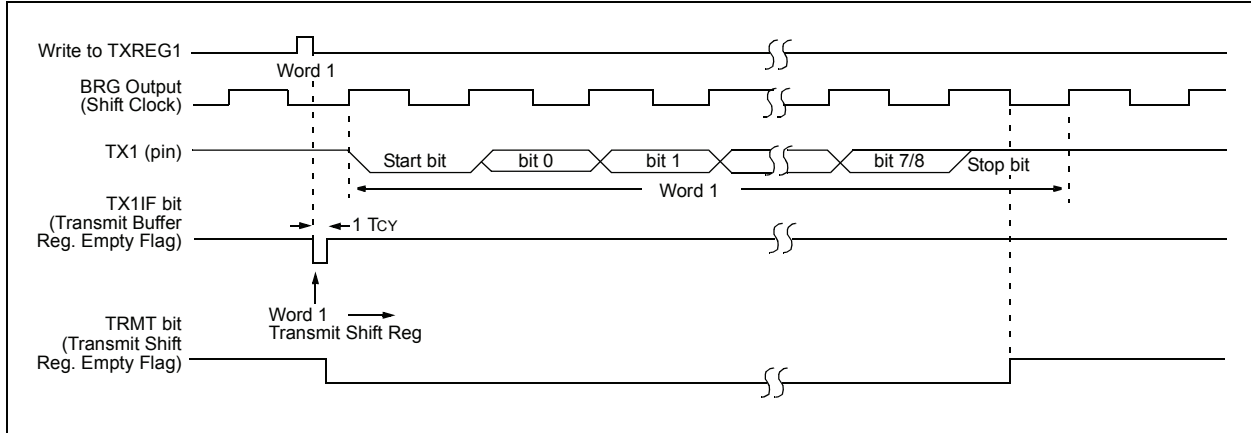 Write to TXREG1
Word 1
BRG Output
(Shift Clock)
TX1 (pin)
Start bit
bit 0
bit 1
bit 7/8
Stop bit
Word 1
TX1IF bit
(Transmit Buffer
Reg. Empty Flag)
1 TCY
Word 1
Transmit Shift Reg
TRMT bit
(Transmit Shift
Reg. Empty Flag)